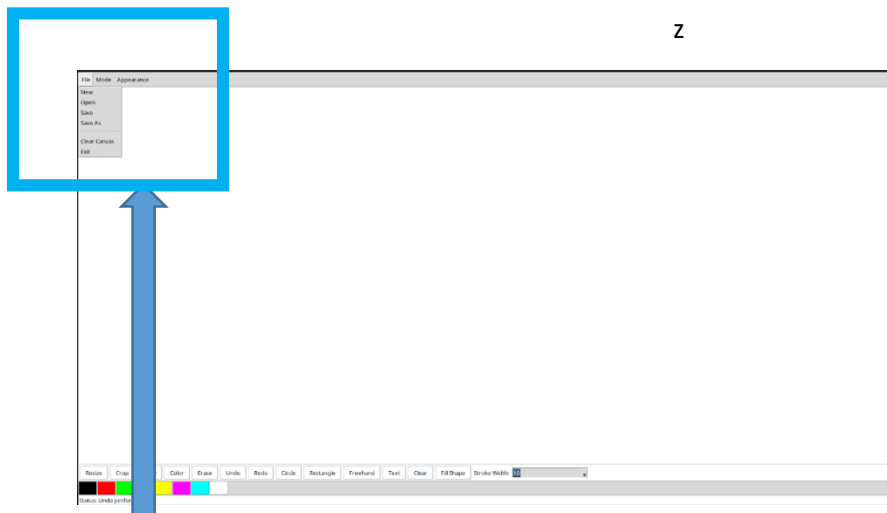 Z
File Mode Appearance
New
Open
Save
Save As
Clear Canvas
Exit
Resize Crop Color Erase Undo Redo Circle Rectangle Freehand Text Clear Fill Shape Stroke Width:
Status: Undo